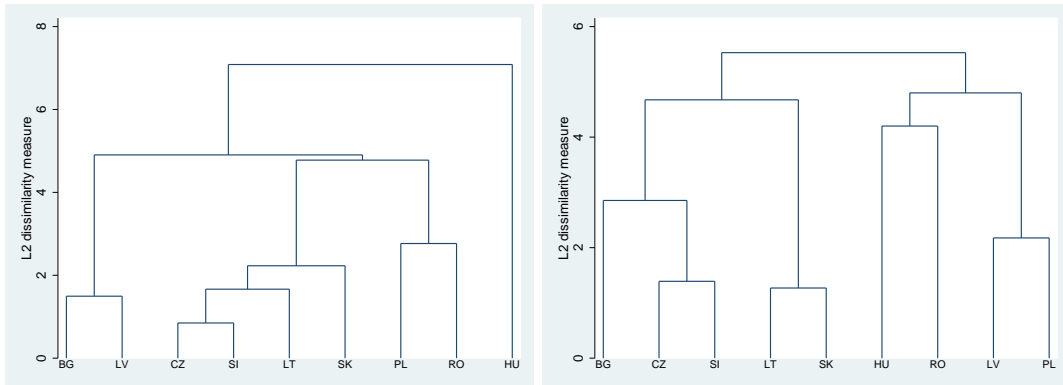 8
6
4
2
0
L2 dissimilarity measure
BG LV CZ SI LT SK PL RO HU
6
4
2
0
L2 dissimilarity measure
BG CZ SI LT SK HU RO LV PL